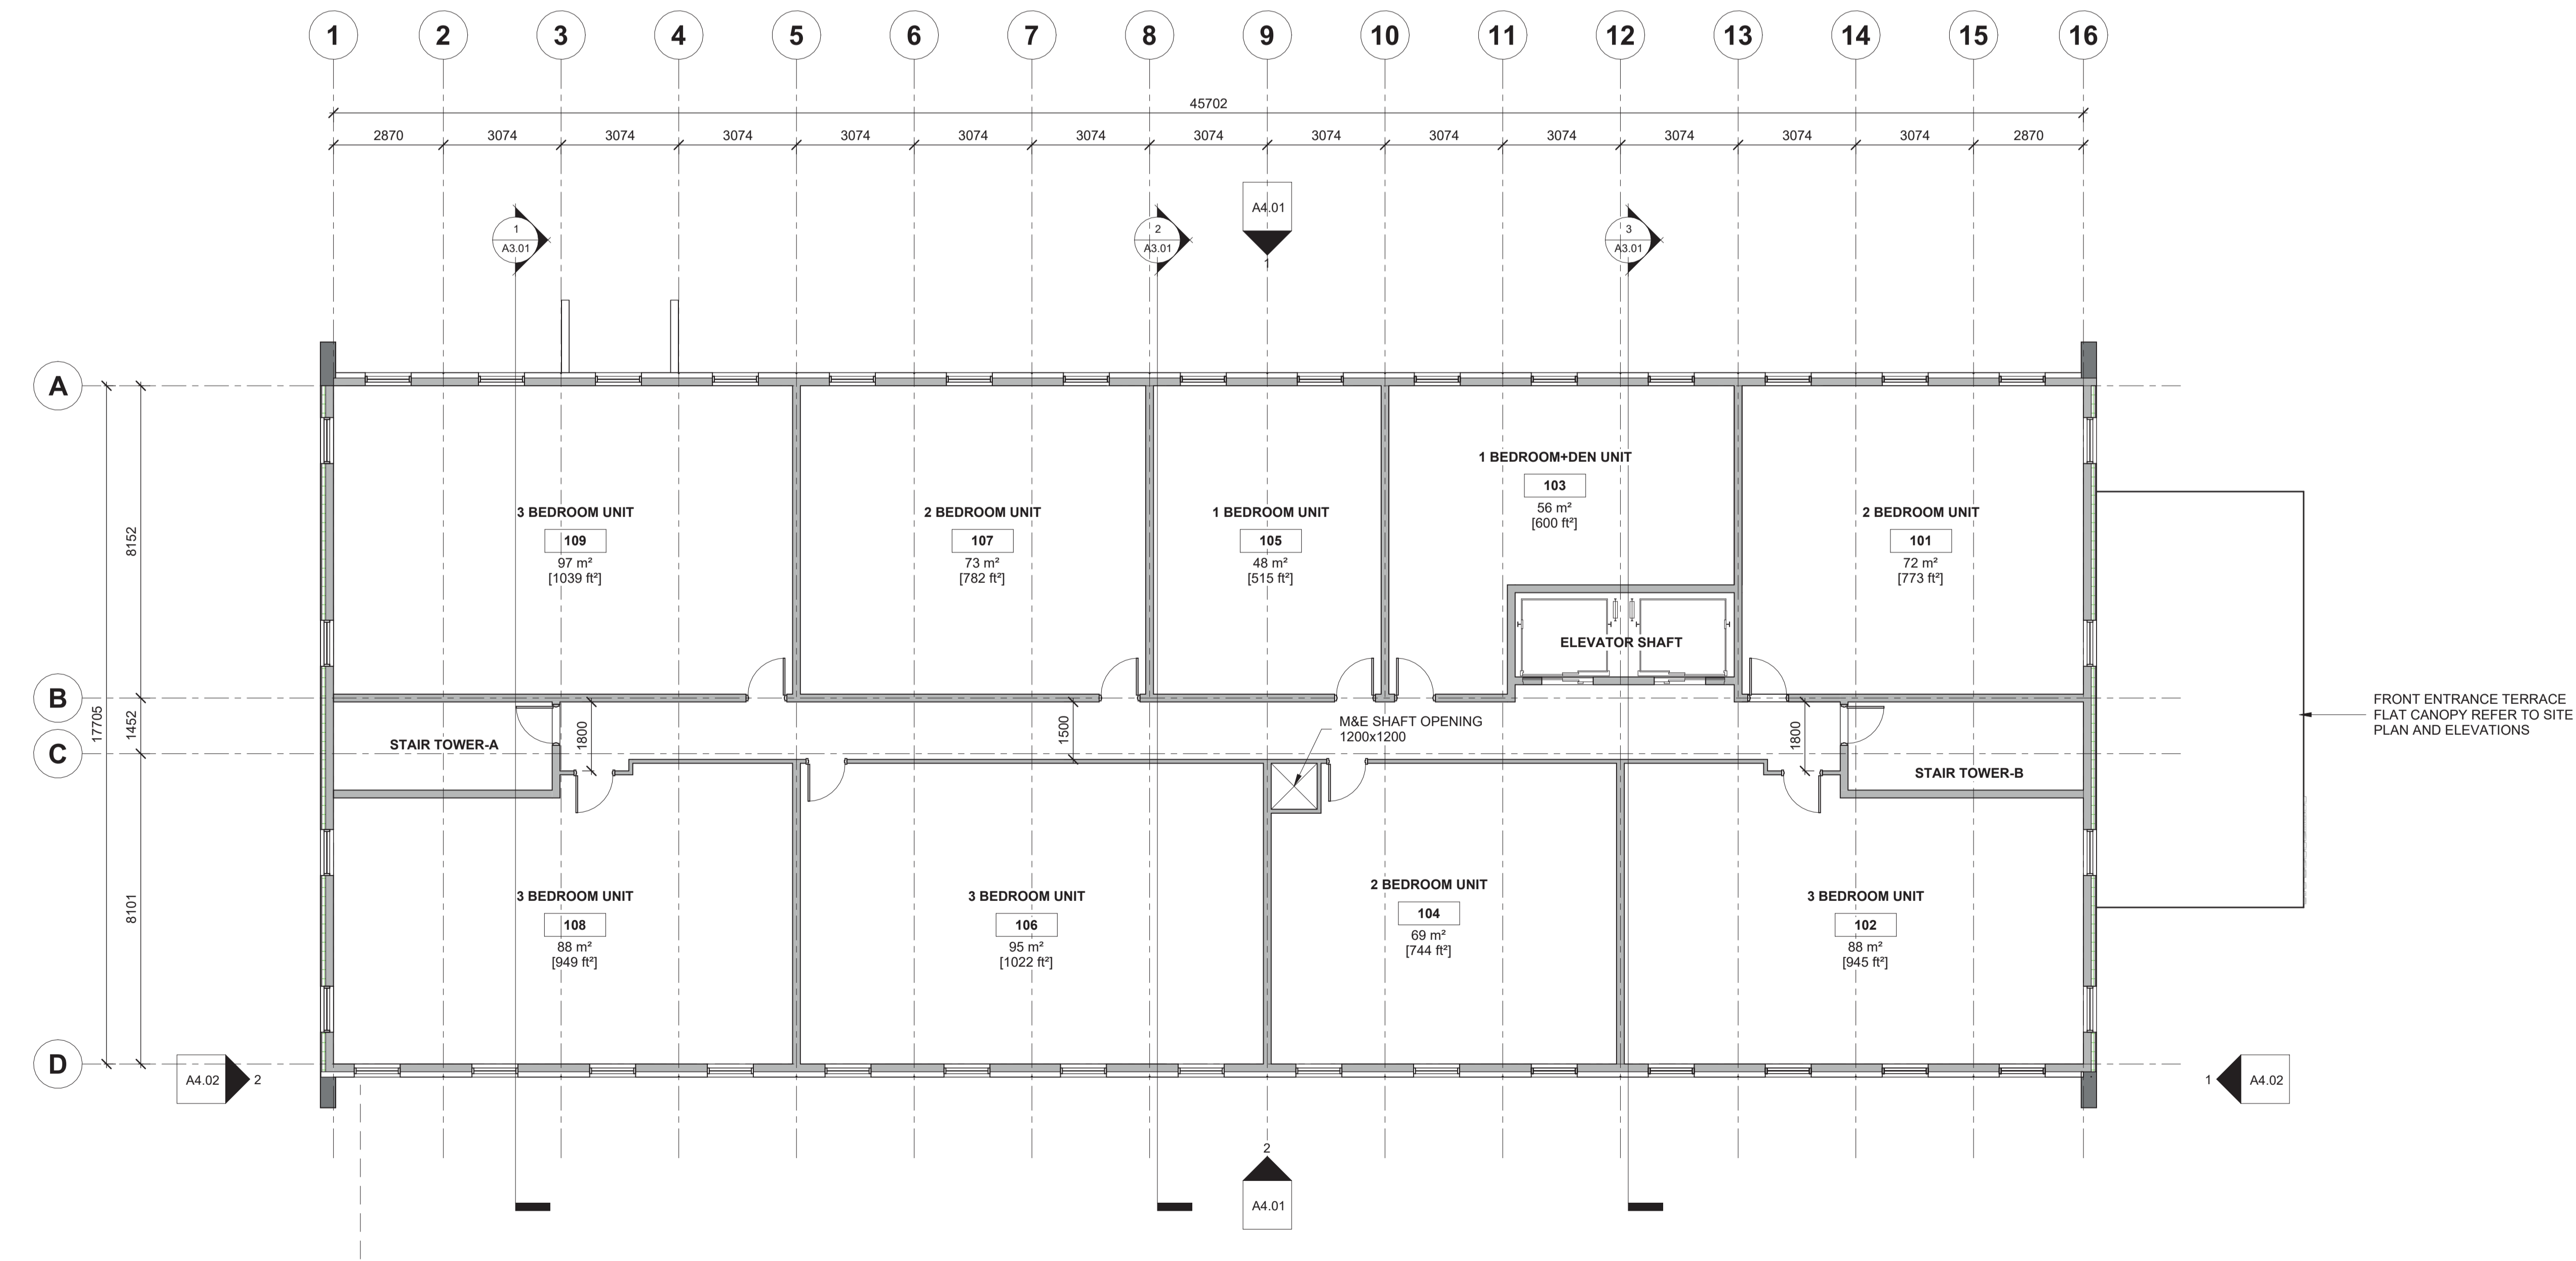 1 2 3 4 5 6 7 8 9 10 11 12 13 14 15 16
45702
2870 3074 3074 3074 3074 3074 3074 3074 3074 3074 3074 3074 3074 3074 2870
A4.01
1
1
A3.01
2
A3.01
3
A3.01
A
B
C
D
17705
8152
1452
8101
3 BEDROOM UNIT
109
97 m²
[1039 ft²]
2 BEDROOM UNIT
107
73 m²
[782 ft²]
1 BEDROOM UNIT
105
48 m²
[515 ft²]
1 BEDROOM+DEN UNIT
103
56 m²
[600 ft²]
2 BEDROOM UNIT
101
72 m²
[773 ft²]
ELEVATOR SHAFT
STAIR TOWER-A
1800
1500
M&E SHAFT OPENING
1200x1200
1800
STAIR TOWER-B
FRONT ENTRANCE TERRACE
FLAT CANOPY REFER TO SITE
PLAN AND ELEVATIONS
3 BEDROOM UNIT
108
88 m²
[949 ft²]
3 BEDROOM UNIT
106
95 m²
[1022 ft²]
2 BEDROOM UNIT
104
69 m²
[744 ft²]
3 BEDROOM UNIT
102
88 m²
[945 ft²]
A4.02 2
1 A4.02
2
A4.01